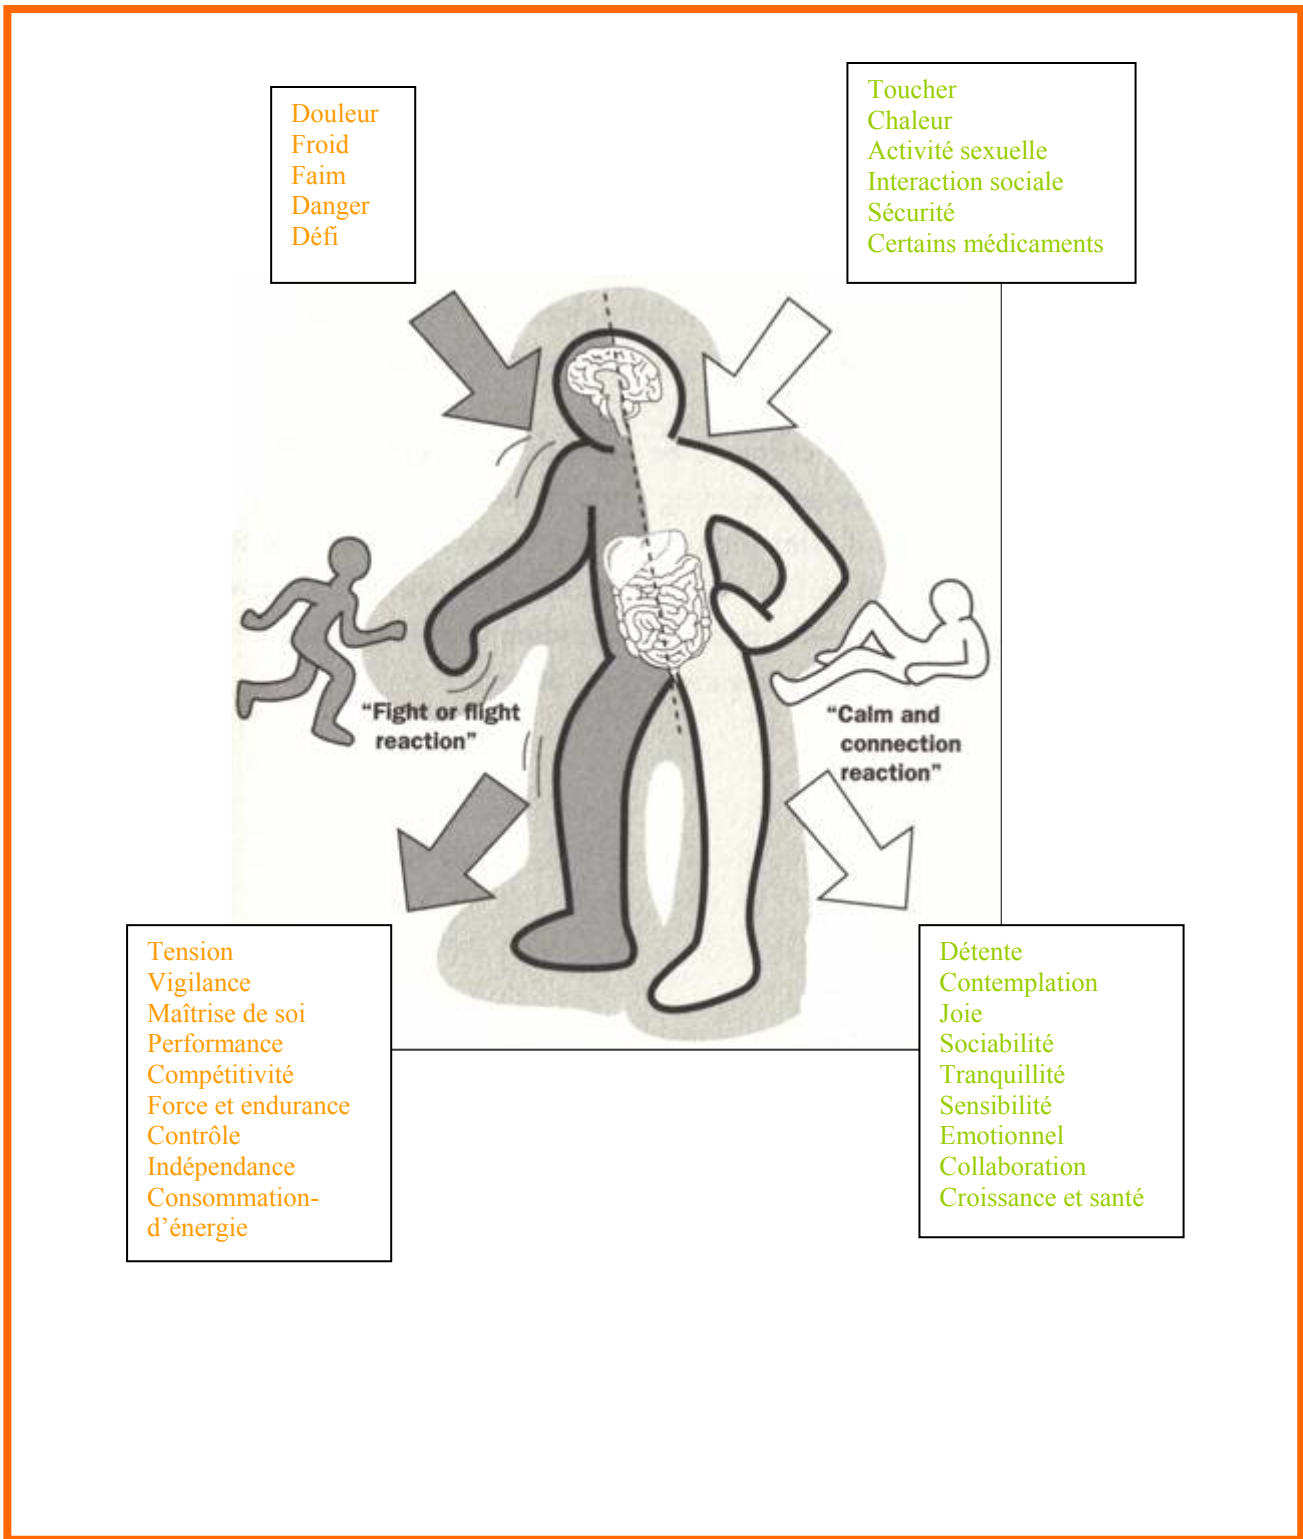 Douleur
Froid
Faim
Danger
Défi
Toucher
Chaleur
Activité sexuelle
Interaction sociale
Sécurité
Certains médicaments
“Fight or flight
reaction”
“Calm and
connection
reaction”
Tension
Vigilance
Maîtrise de soi
Performance
Compétitivité
Force et endurance
Contrôle
Indépendance
Consommation-
d’énergie
Détente
Contemplation
Joie
Sociabilité
Tranquillité
Sensibilité
Emotionnel
Collaboration
Croissance et santé